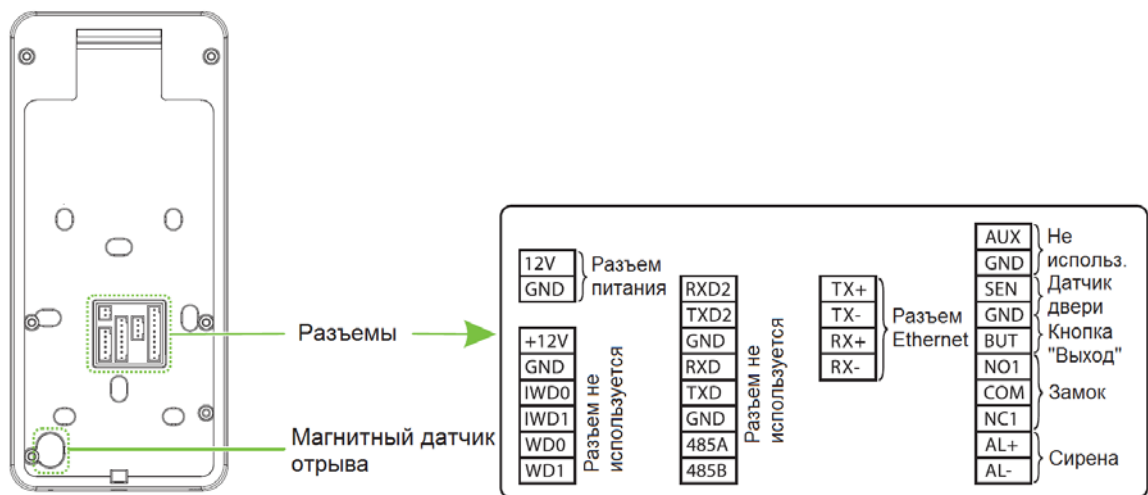 Разъемы
Магнитный датчик
отрыва
12V
GND
Разъем
питания
+12V
GND
IWD0
IWD1
WD0
WD1
Разъем не
используется
RXD2
TXD2
GND
RXD
TXD
GND
485A
485B
Разъем не
используется
TX+
TX-
RX+
RX-
Разъем
Ethernet
AUX
GND
SEN
GND
BUT
NO1
COM
NC1
AL+
AL-
Не
использ.
Датчик
двери
Кнопка
"Выход"
Замок
Сирена